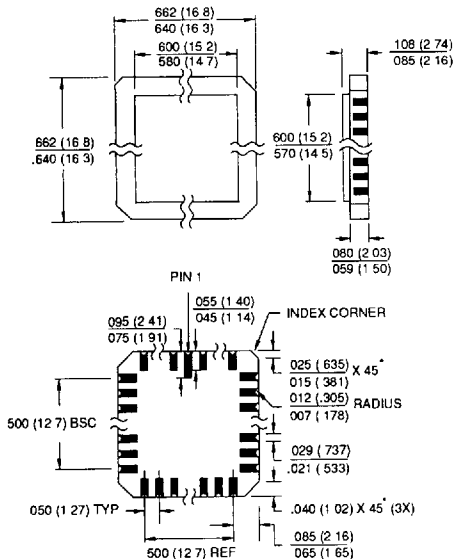 662 (16 8)
640 (16 3)
600 (15 2)
580 (14 7)
108 (2 74)
085 (2 16)
662 (16 8)
.640 (16 3)
600 (15 2)
570 (14 5)
080 (2 03)
059 (1 50)
PIN 1
055 (1 40)
045 (1 14)
INDEX CORNER
095 (2 41)
075 (1 91)
025 ( 635)
015 ( 381)
X 45°
012 (.305)
007 ( 178)
RADIUS
500 (12 7) BSC
029 ( 737)
.021 ( 533)
050 (1 27) TYP
.040 (1 02) X 45° (3X)
500 (12 7) REF
085 (2 16)
065 (1 65)